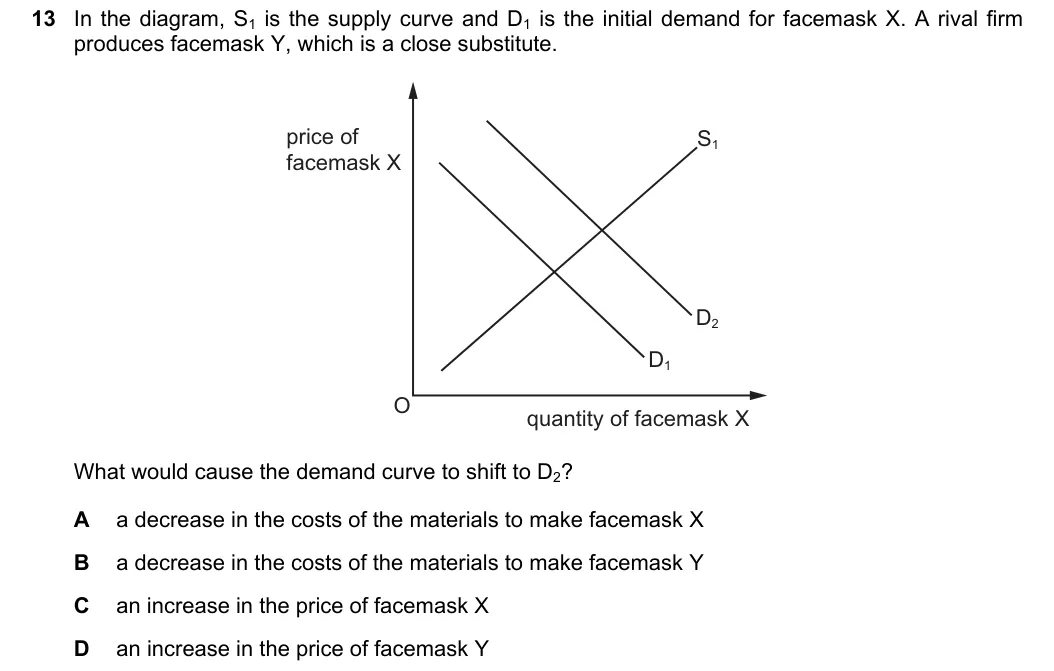 13 In the diagram, S₁ is the supply curve and D₁ is the initial demand for facemask X. A rival firm
produces facemask Y, which is a close substitute.
price of
facemask X
S₁
D₂
D₁
O
quantity of facemask X
What would cause the demand curve to shift to D₂?
A a decrease in the costs of the materials to make facemask X
B a decrease in the costs of the materials to make facemask Y
C an increase in the price of facemask X
D an increase in the price of facemask Y